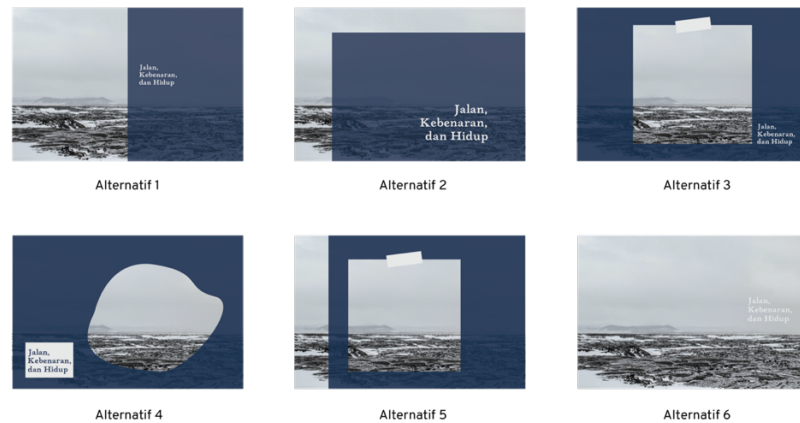 Jalan,
Kebenaran,
dan Hidup
Jalan,
Kebenaran,
dan Hidup
Jalan,
Kebenaran,
dan Hidup
Alternatif 1
Alternatif 2
Alternatif 3
Jalan,
Kebenaran,
dan Hidup
Jalan,
Kebenaran,
dan Hidup
Alternatif 4
Alternatif 5
Alternatif 6